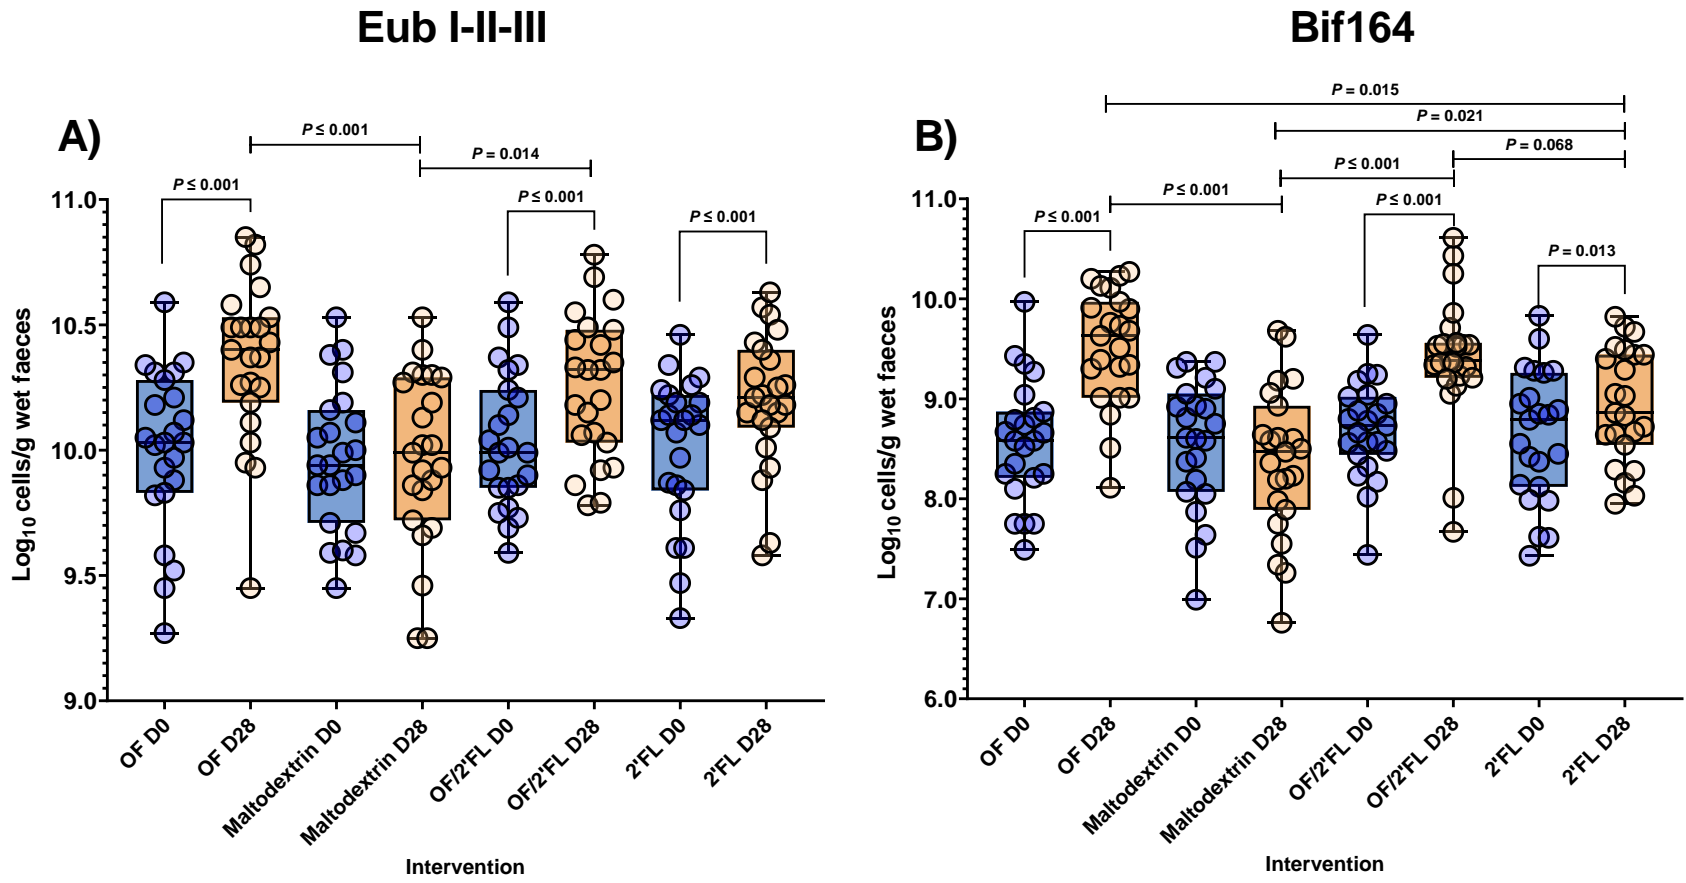 Eub I-II-III
Bif164
A)
B)
P ≤ 0.001
P = 0.014
P ≤ 0.001
P ≤ 0.001
P ≤ 0.001
11.0
10.5
10.0
9.5
9.0
Log10 cells/g wet faeces
OF D0
OF D28
Maltodextrin D0
Maltodextrin D28
OF/2'FL D0
OF/2'FL D28
2'FL D0
2'FL D28
Intervention
P = 0.015
P = 0.021
P = 0.068
P ≤ 0.001
P ≤ 0.001
P ≤ 0.001
P ≤ 0.001
P = 0.013
11.0
10.0
9.0
8.0
7.0
6.0
Log10 cells/g wet faeces
OF D0
OF D28
Maltodextrin D0
Maltodextrin D28
OF/2'FL D0
OF/2'FL D28
2'FL D0
2'FL D28
Intervention